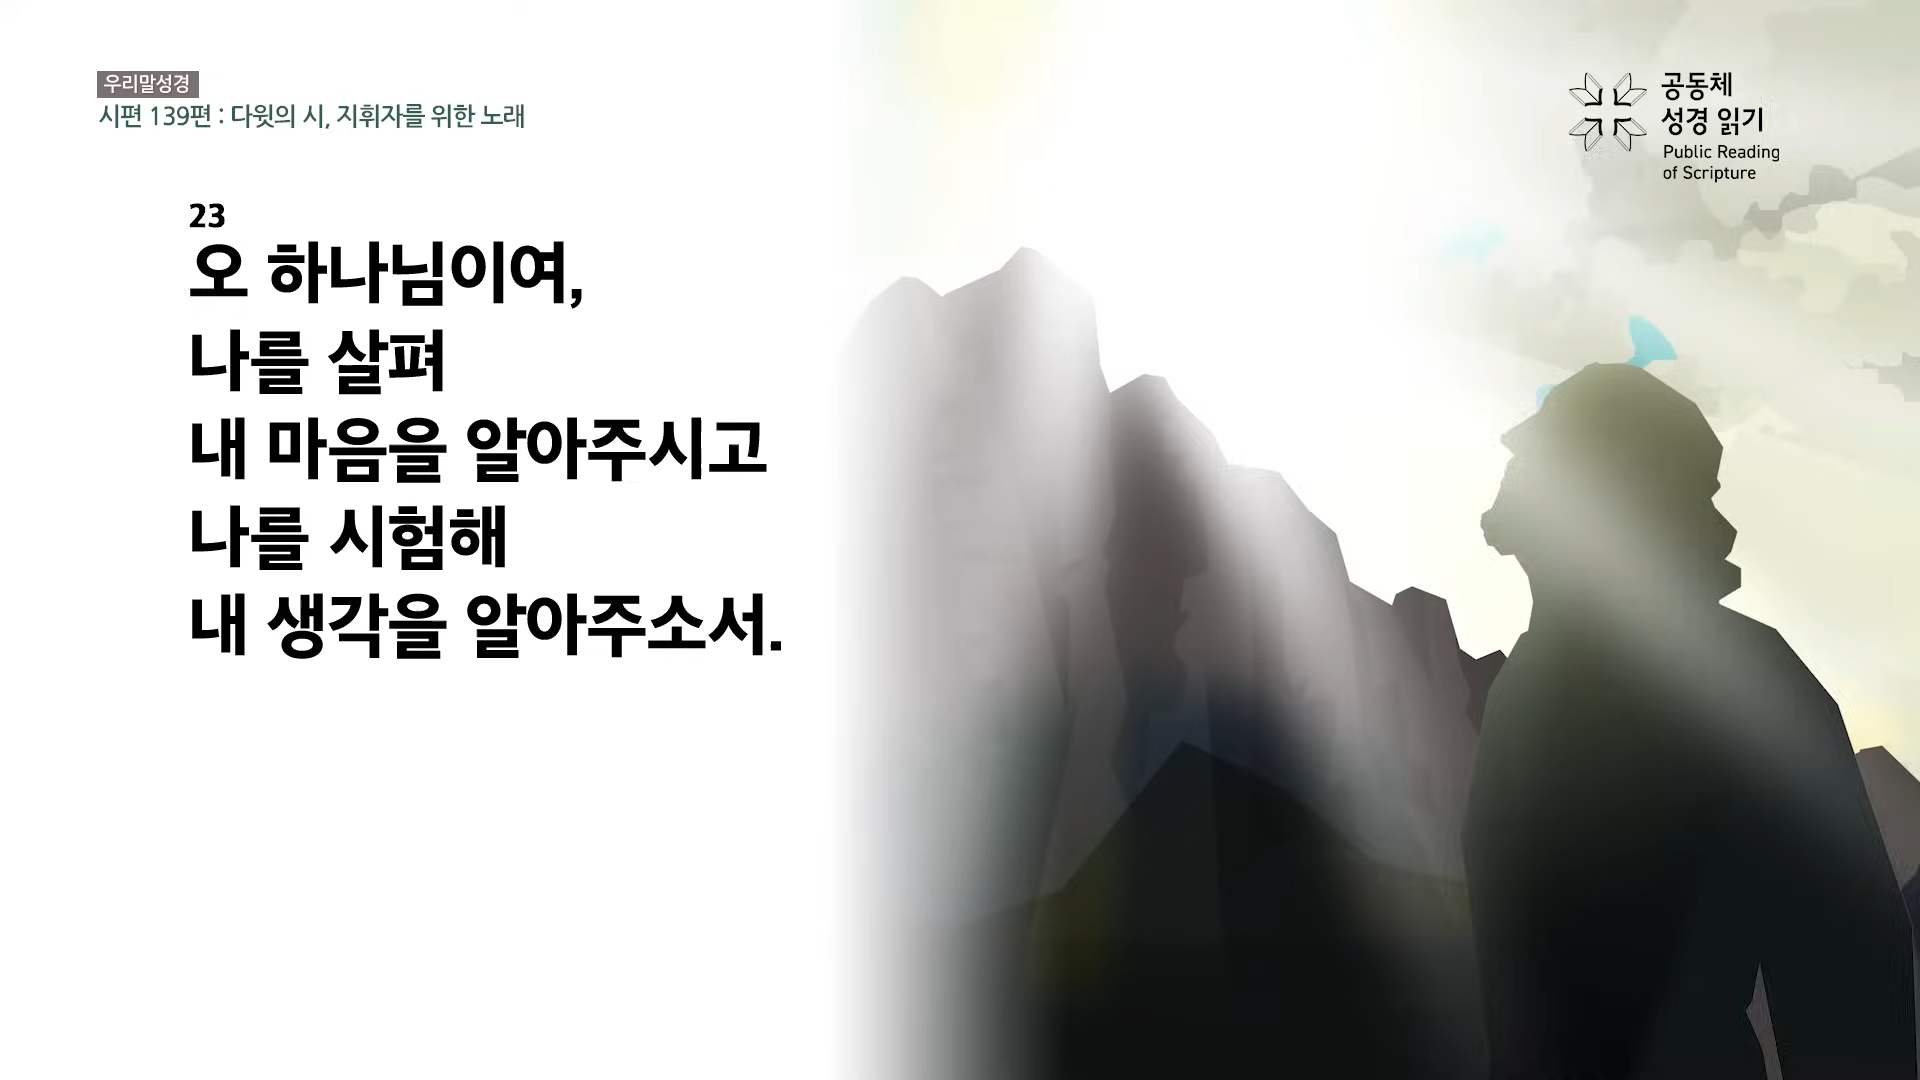 우리말성경
시편 139편 : 다윗의 시, 지휘자를 위한 노래
공동체
성경 읽기
Public Reading
of Scripture
23
오 하나님이여,
나를 살펴
내 마음을 알아주시고
나를 시험해
내 생각을 알아주소서.